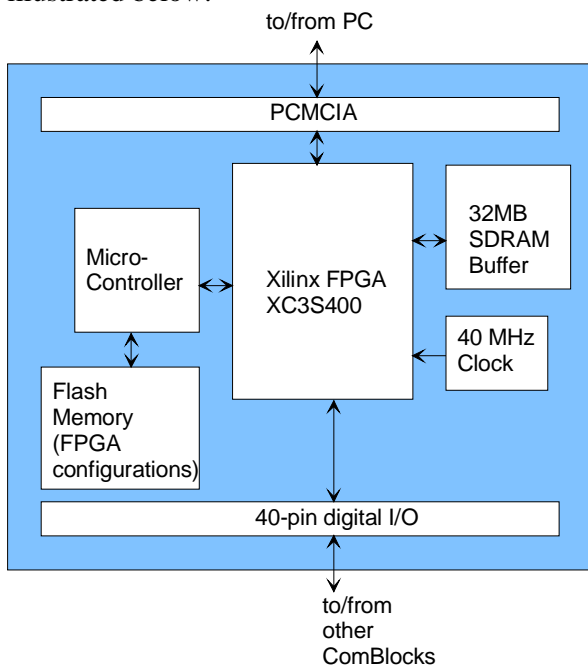 illustrated below.
to/from PC
PCMCIA
Micro-
Controller
Xilinx FPGA
XC3S400
32MB
SDRAM
Buffer
40 MHz
Clock
Flash
Memory
(FPGA
configurations)
40-pin digital I/O
to/from
other
ComBlocks